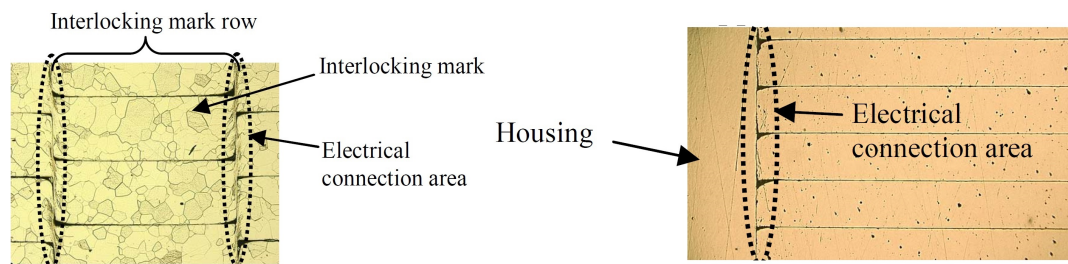 Interlocking mark row
Interlocking mark
Electrical
connection area
Housing
Electrical
connection area